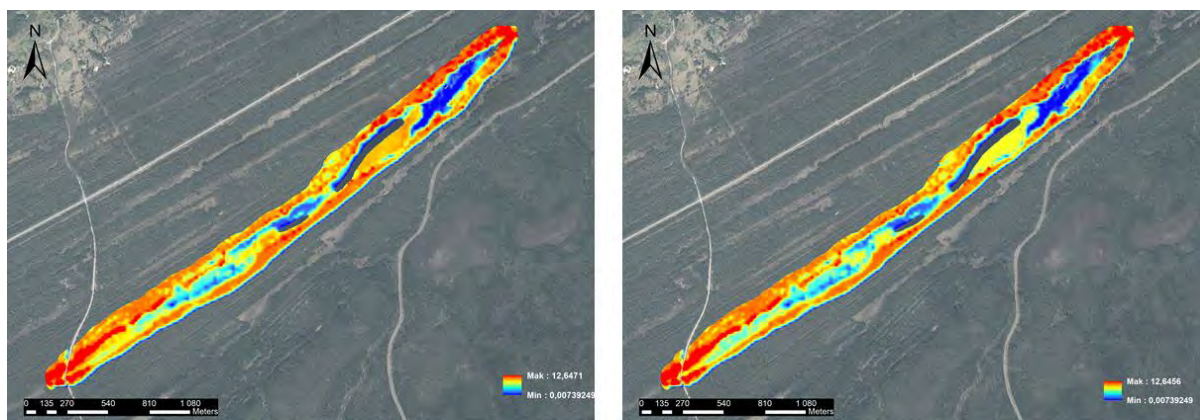 N
Mak : 12,6471
Min : 0,00739249
0 135 270 540 810 1 080
Meters
N
Mak : 12,6456
Min : 0,00739249
0 135 270 540 810 1 080
Meters